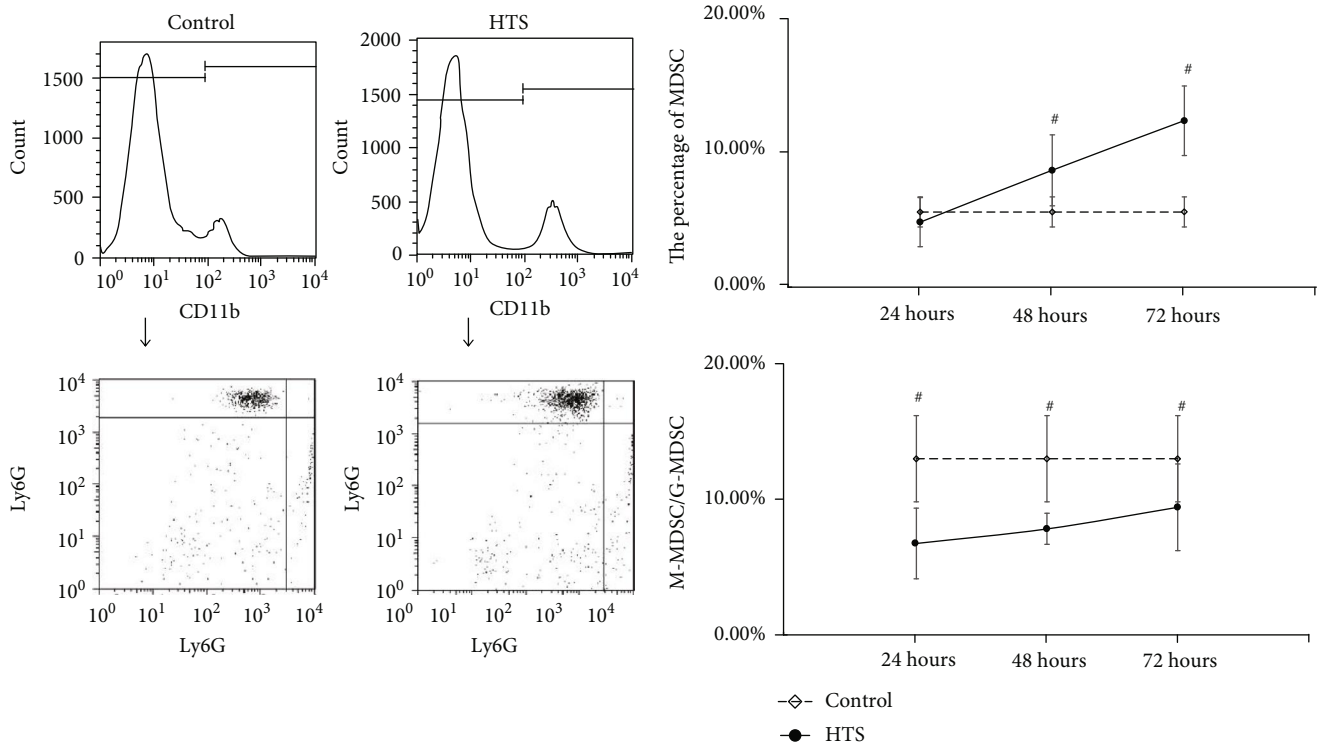 Control
Count
1500
1000
500
0
10^0 10^1 10^2 10^3 10^4
CD11b
HTS
Count
2000
1500
1000
500
0
10^0 10^1 10^2 10^3 10^4
CD11b
Ly6G
10^4
10^3
10^2
10^1
10^0
10^0 10^1 10^2 10^3 10^4
Ly6G
Ly6G
10^4
10^3
10^2
10^1
10^0
10^0 10^1 10^2 10^3 10^4
Ly6G
The percentage of MDSC
20.00%
10.00%
0.00%
# #
24 hours 48 hours 72 hours
M-MDSC/G-MDSC
20.00%
10.00%
0.00%
# # #
24 hours 48 hours 72 hours
Control
HTS